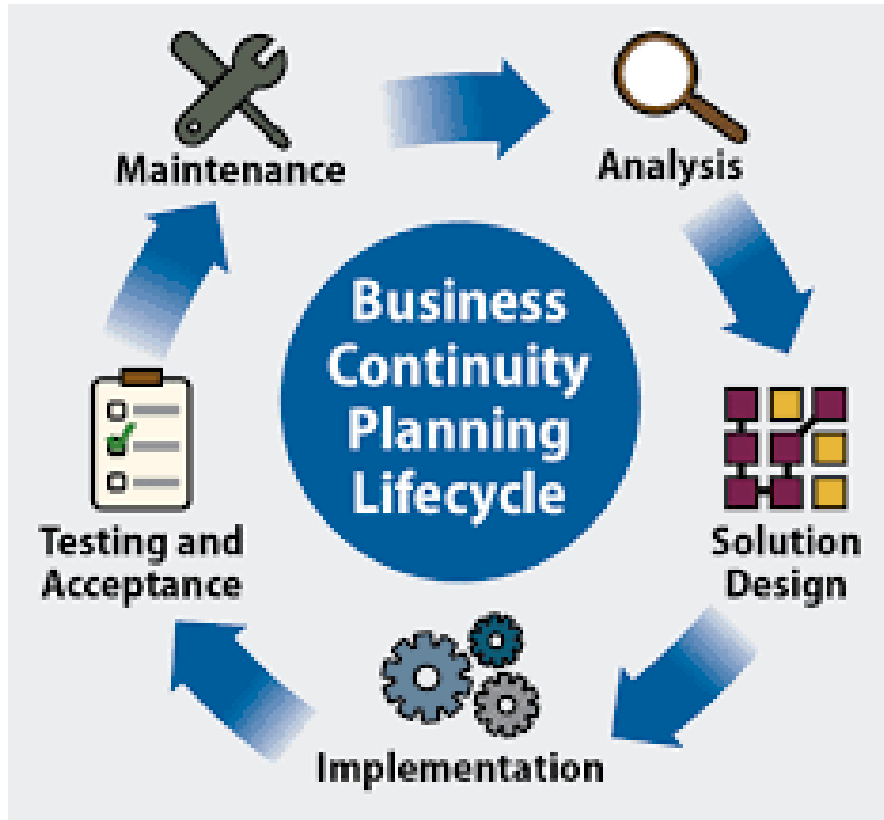 Maintenance
Analysis
Business
Continuity
Planning
Lifecycle
Solution
Design
Implementation
Testing and
Acceptance